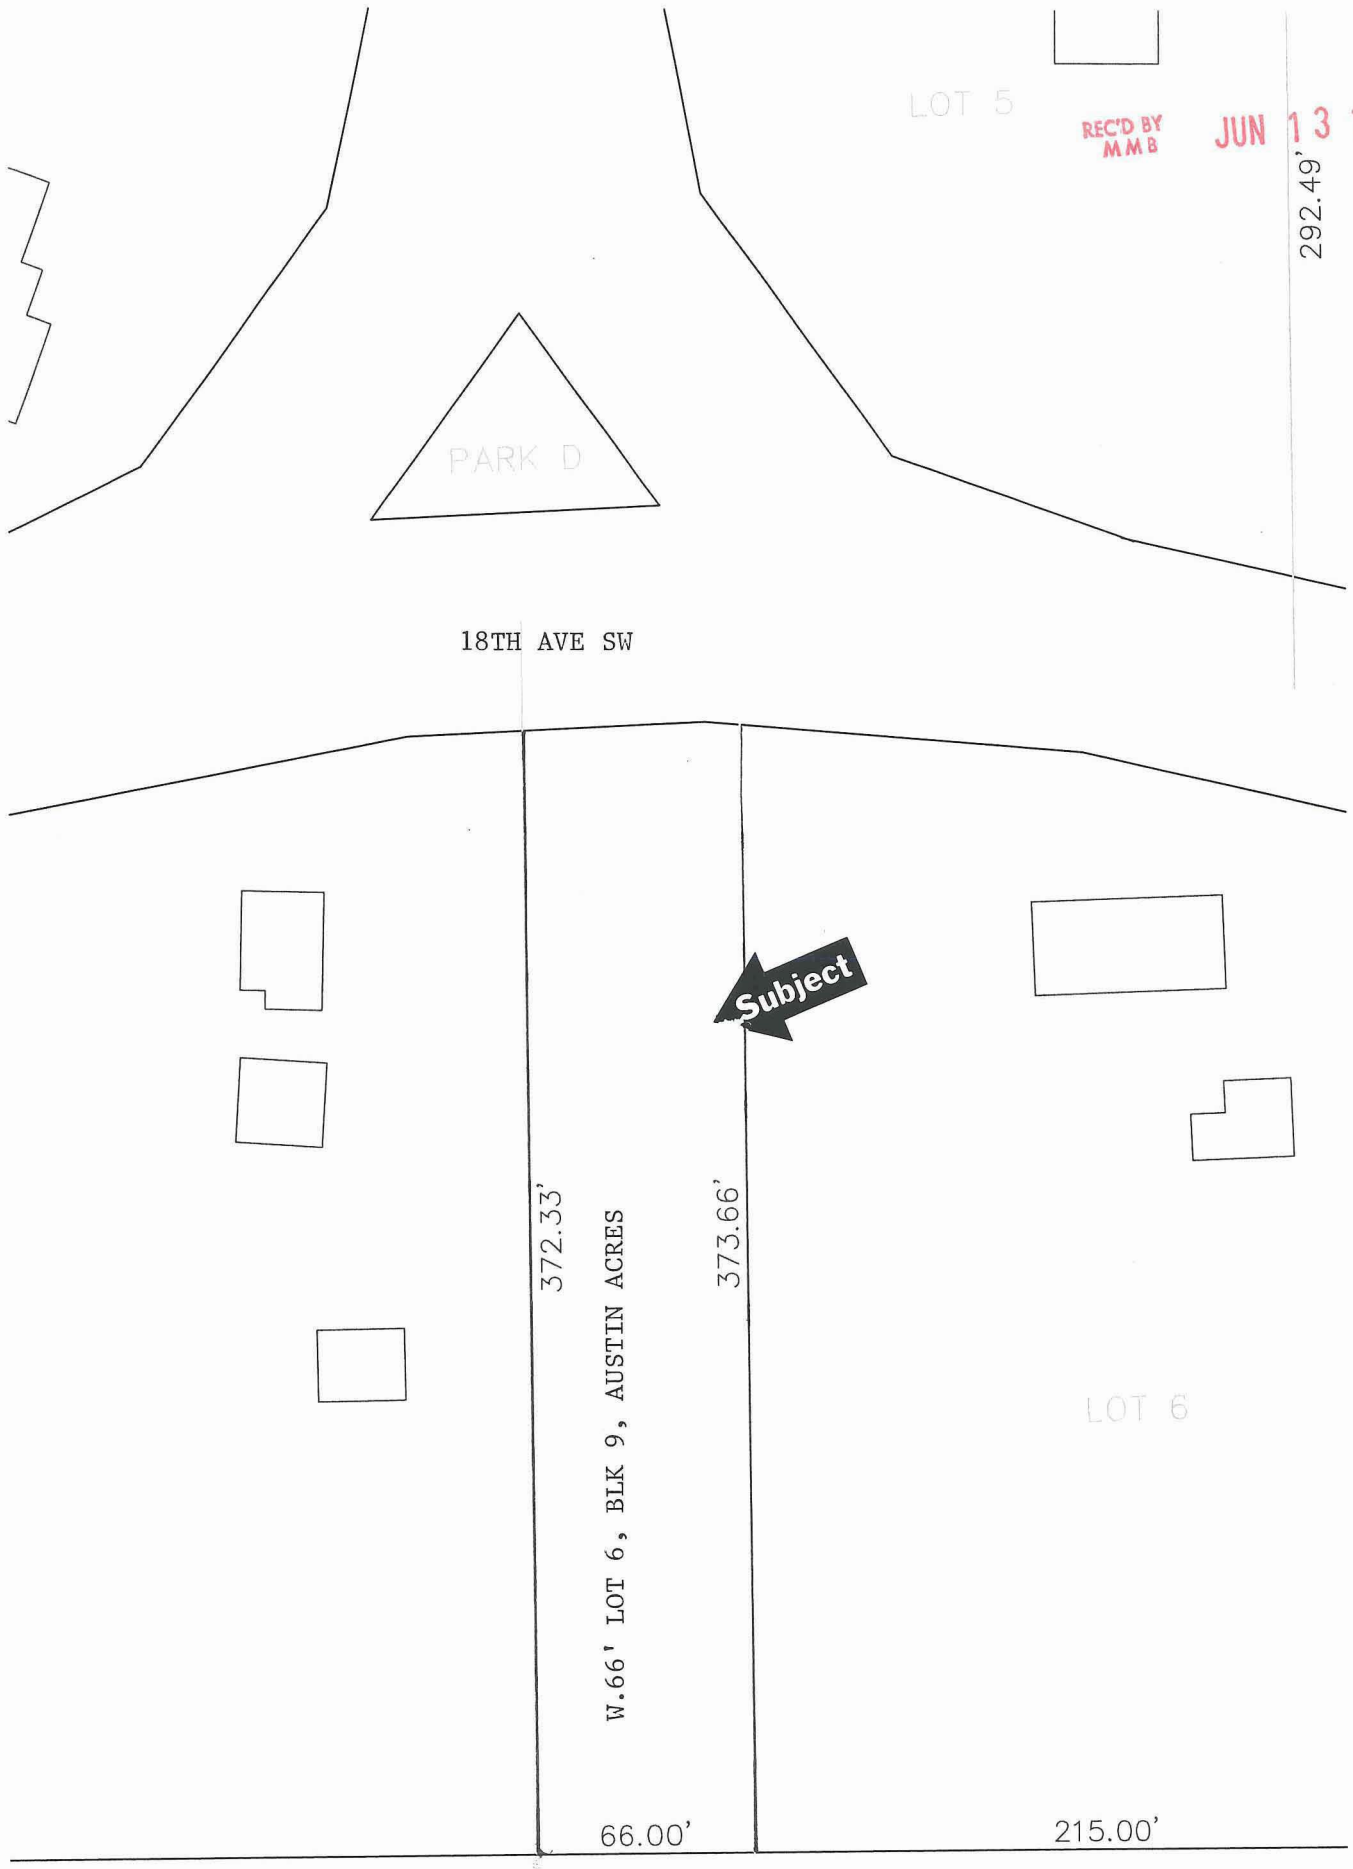 LOT 5
REC'D BY
MMB
JUN 13
292.49'
PARK D
18TH AVE SW
Subject
372.33'
W.66' LOT 6, BLK 9, AUSTIN ACRES
373.66'
LOT 6
66.00'
215.00'